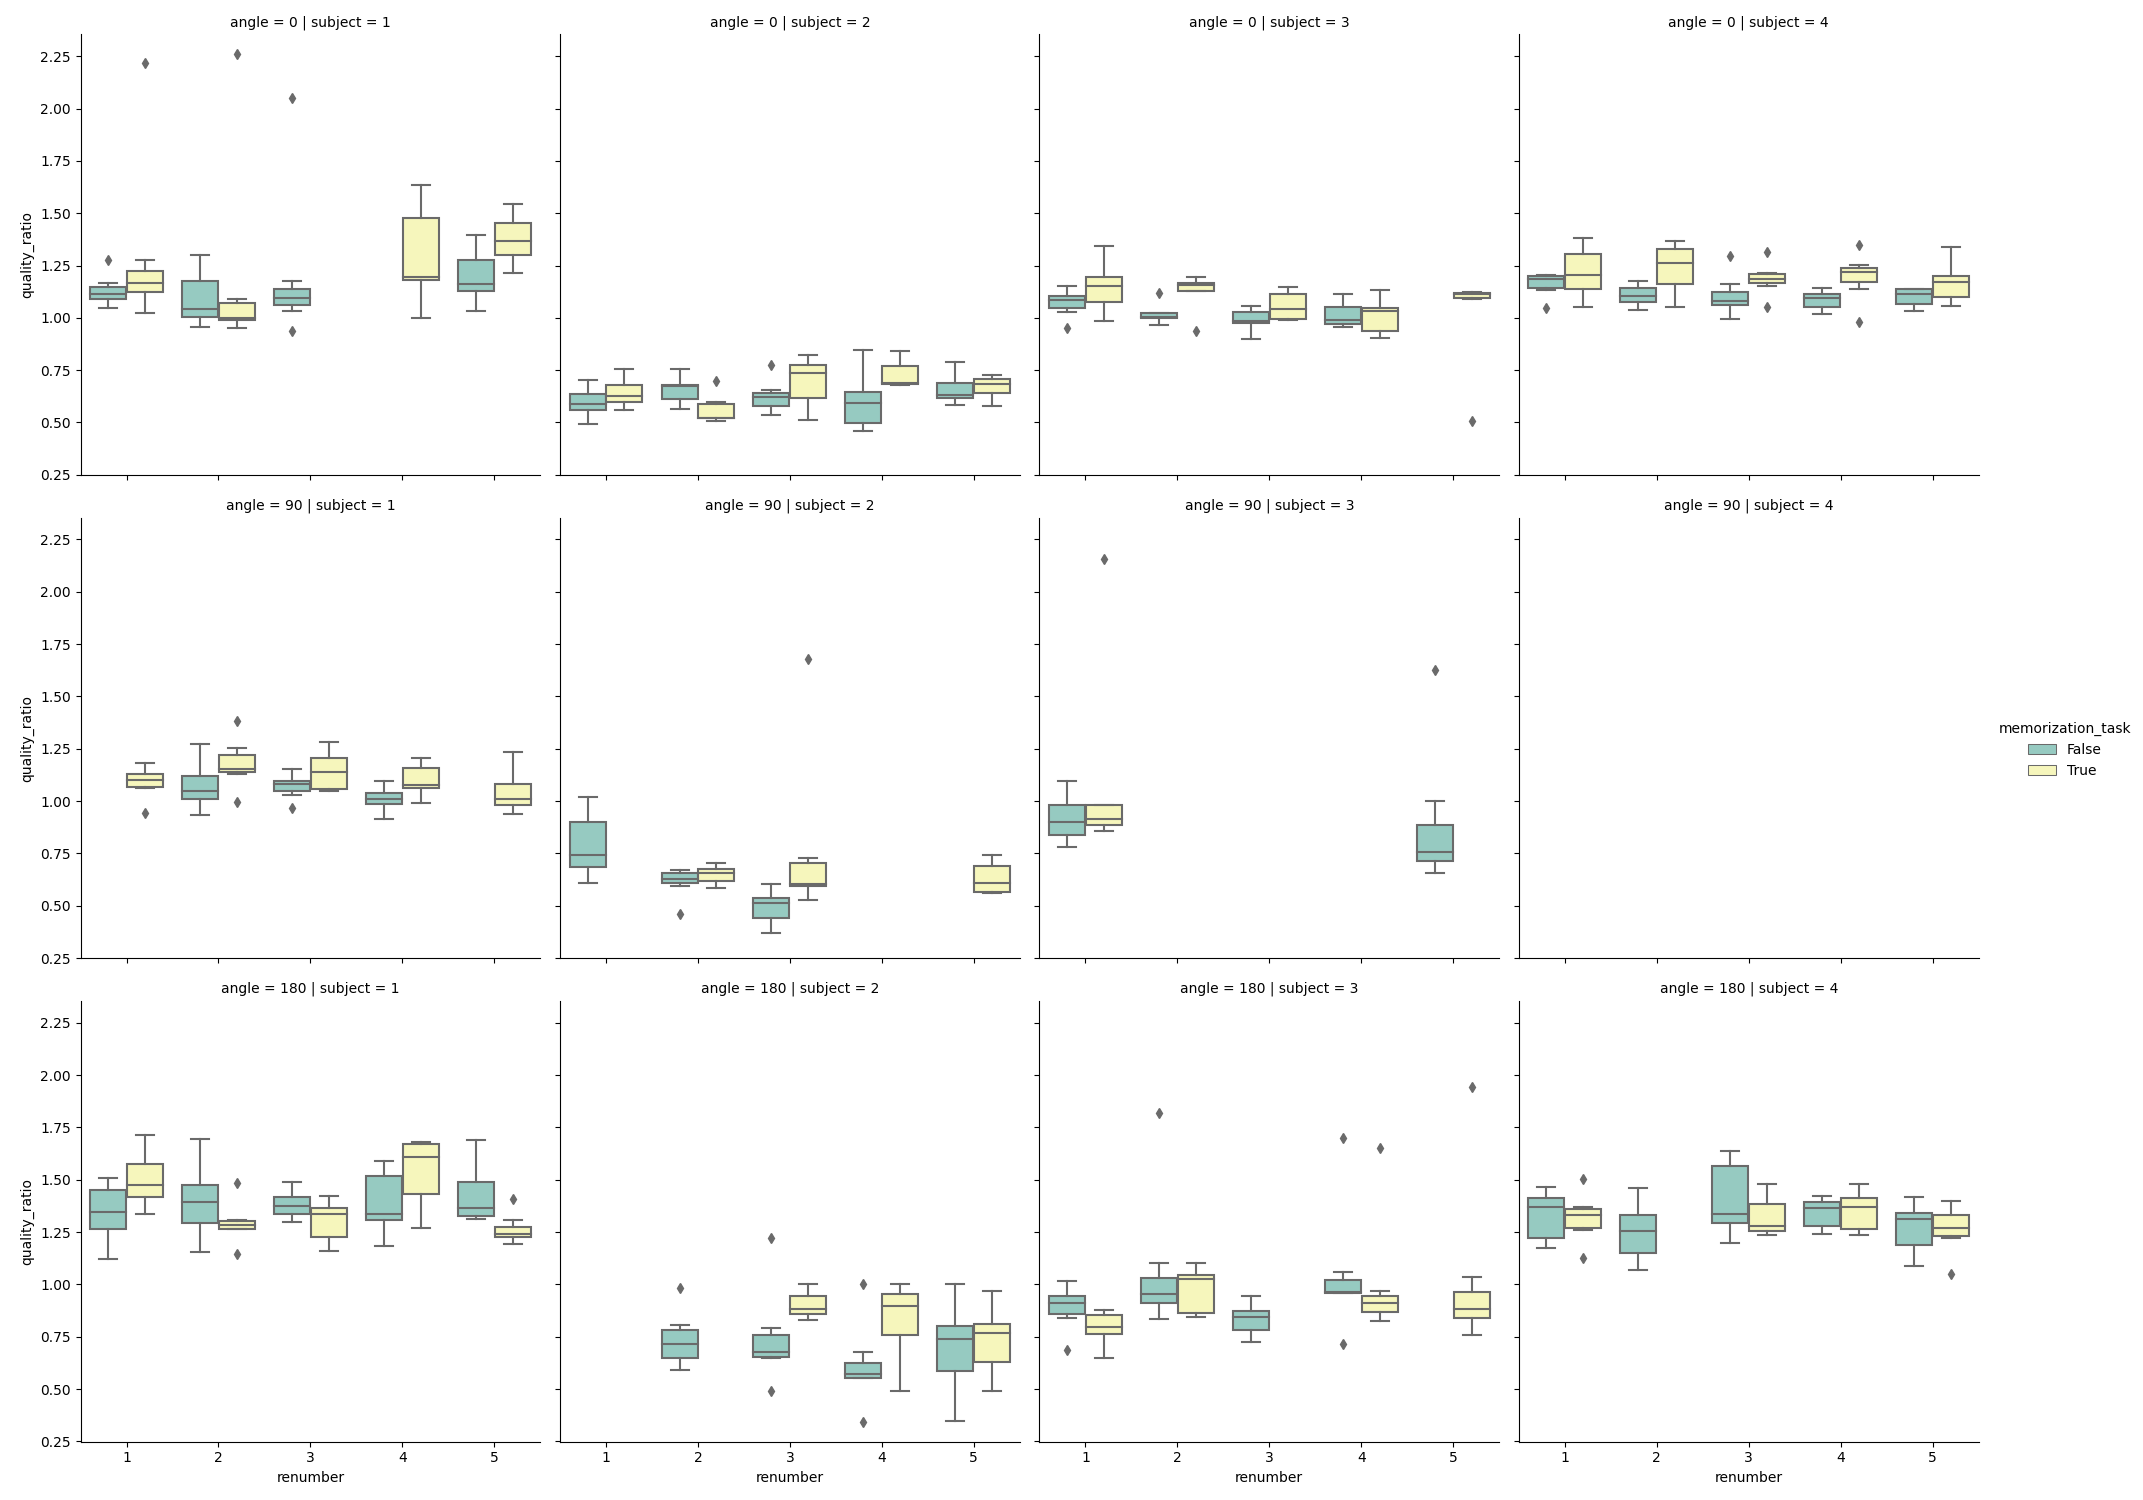 angle = 0 | subject = 1
angle = 0 | subject = 2
angle = 0 | subject = 3
angle = 0 | subject = 4
2.25
2.00
1.75
1.50
1.25
1.00
0.75
0.50
0.25
quality_ratio
angle = 90 | subject = 1
angle = 90 | subject = 2
angle = 90 | subject = 3
angle = 90 | subject = 4
2.25
2.00
1.75
1.50
1.25
1.00
0.75
0.50
0.25
quality_ratio
memorization_task
False
True
angle = 180 | subject = 1
angle = 180 | subject = 2
angle = 180 | subject = 3
angle = 180 | subject = 4
2.25
2.00
1.75
1.50
1.25
1.00
0.75
0.50
0.25
quality_ratio
1 2 3 4 5
renumber
1 2 3 4 5
renumber
1 2 3 4 5
renumber
1 2 3 4 5
renumber